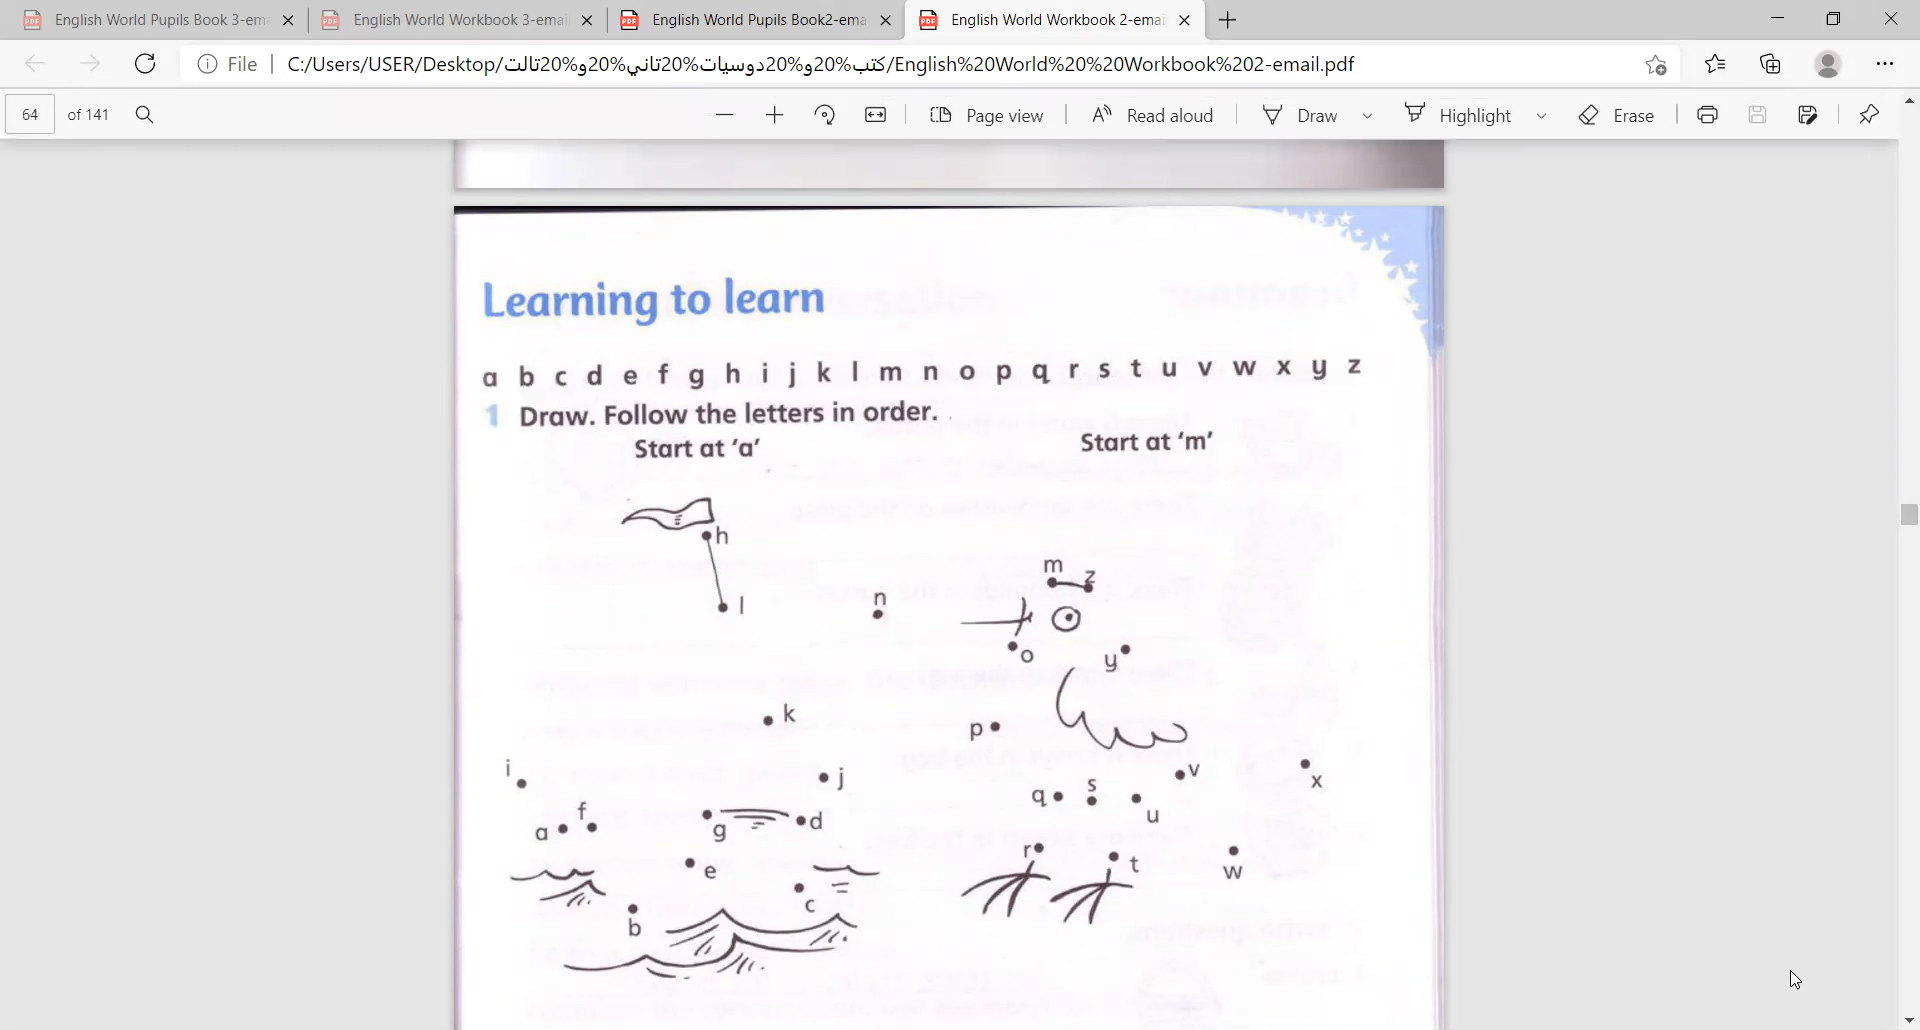 English World Pupils Book 3-ema
English World Workbook 3-emai
English World Pupils Book2-ema
English World Workbook 2-emai
File
C:/Users/USER/Desktop/كتب%20و%20دوسيات%20تاني%20و%20تالت/English%20World%20%20Workbook%202-email.pdf
64 of 141
Page view
Read aloud
Draw
Highlight
Erase
Learning to learn
a b c d e f g h i j k l m n o p q r s t u v w x y z
1 Draw. Follow the letters in order.
Start at ‘a’
Start at ‘m’
h
l
k
i
j
a
f
g
d
e
c
b
m
z
n
o
y
p
v
x
q
s
u
r
t
w